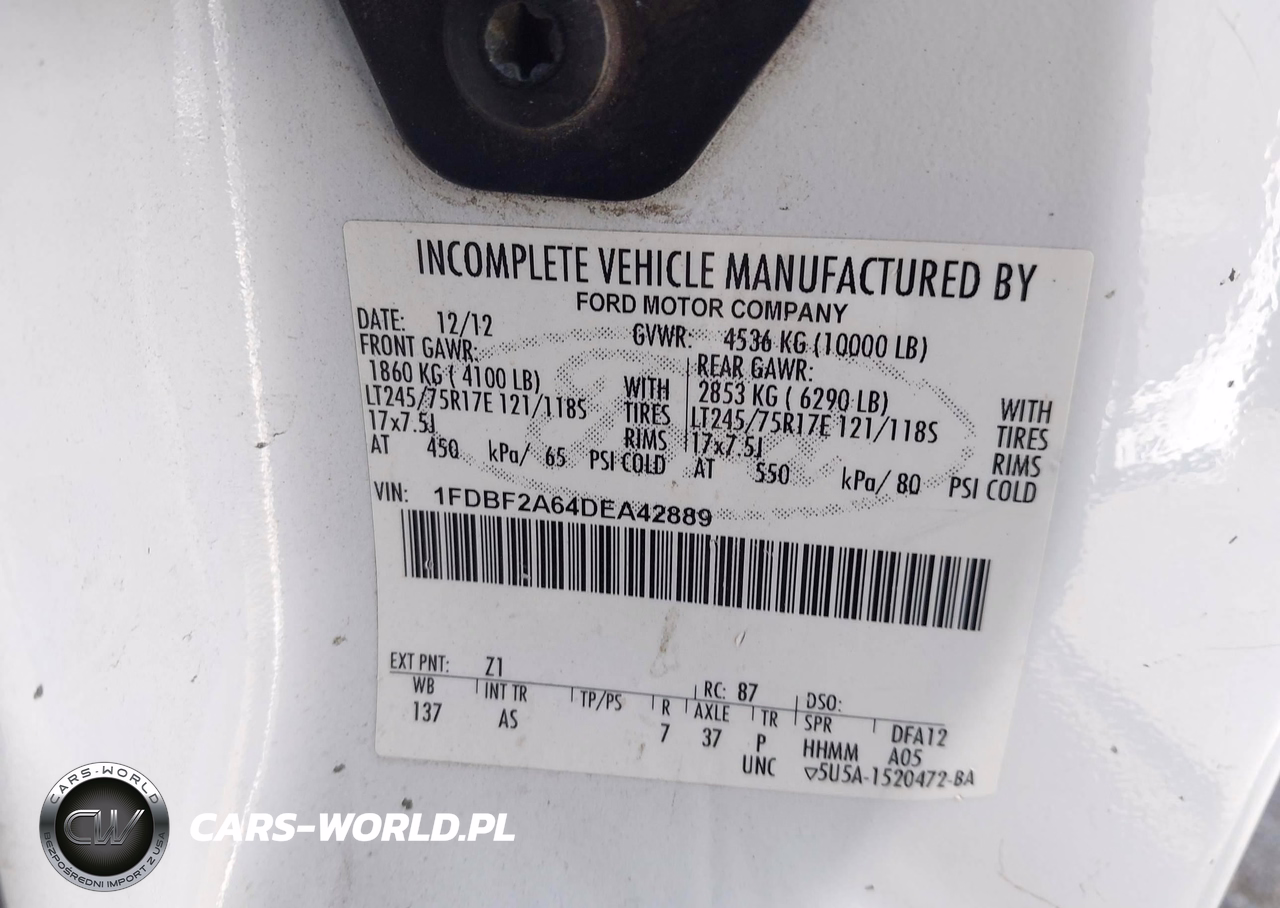 INCOMPLETE VEHICLE MANUFACTURED BY
FORD MOTOR COMPANY
DATE: 12/12 GVWR: 4536 KG (10000 LB)
FRONT GAWR: REAR GAWR:
1860 KG ( 4100 LB) WITH 2853 KG ( 6290 LB) WITH
LT245/75R17E 121/118S TIRES LT245/75R17E 121/118S TIRES
17x7.5J RIMS 17x7.5J RIMS
AT 450 kPa/ 65 PSI COLD AT 550 kPa/ 80 PSI COLD
VIN: 1FDBF2A64DEA42889
EXT PNT: Z1 RC: 87 DSO:
WB INT TR TP/PS R AXLE TR SPR DFA12
137 AS 7 37 P HHMM A05
UNC ▽5U5A-1520472-BA
CARS-WORLD
CW
BEZPOŚREDNI IMPORT Z USA
CARS-WORLD.PL